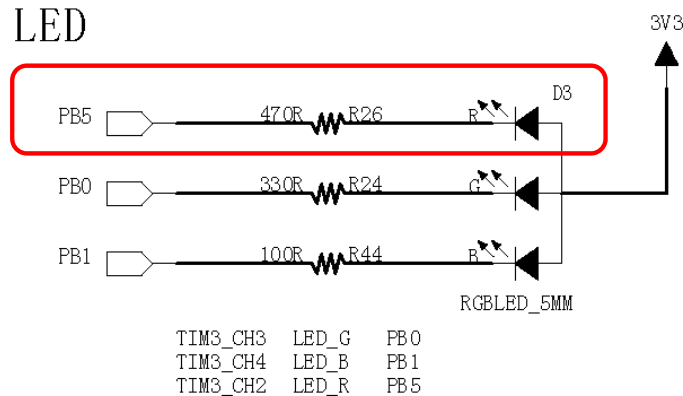 LED
3V3
D3
PB5 470R R26 R
PB0 330R R24 G
PB1 100R R44 B
RGBLED_5MM
TIM3_CH3 LED_G PB0
TIM3_CH4 LED_B PB1
TIM3_CH2 LED_R PB5